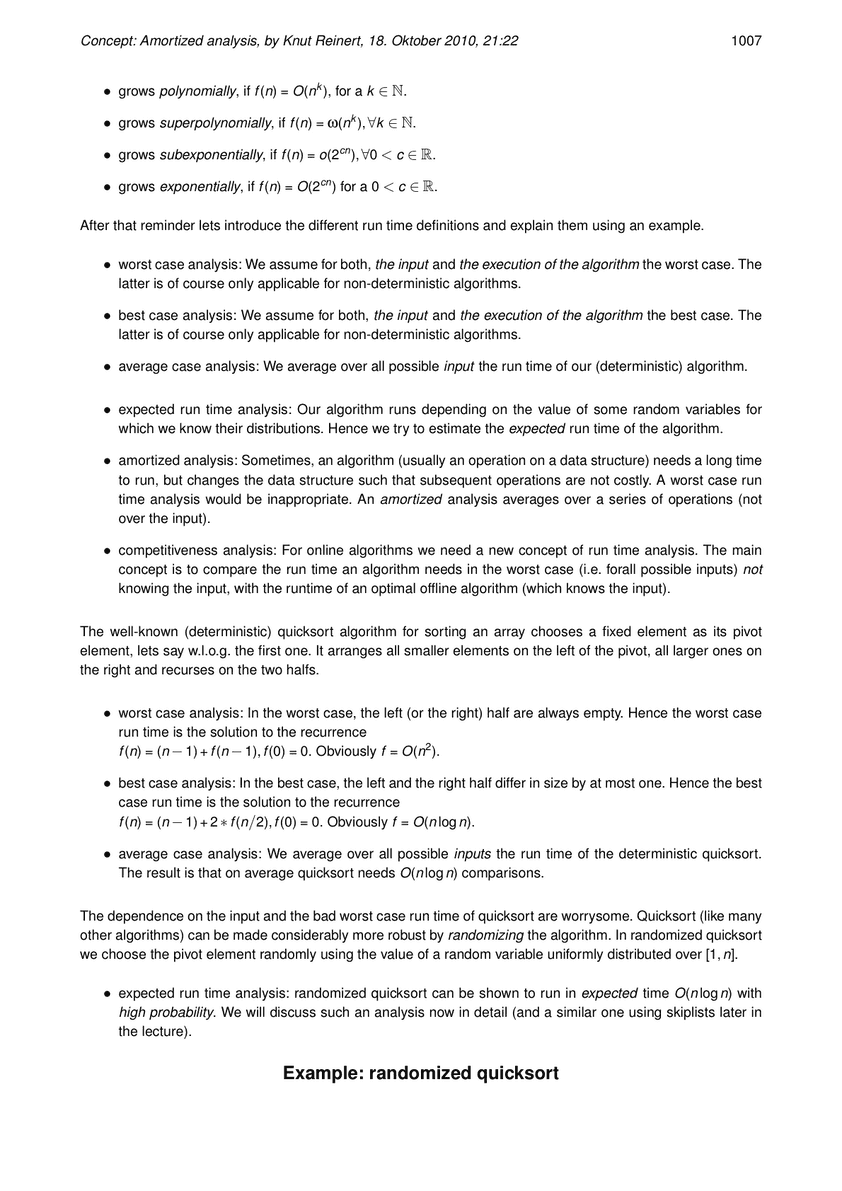 Concept: Amortized analysis, by Knut Reinert, 18. Oktober 2010, 21:22 1007
• grows polynomially, if f(n) = O(n^k), for a k ∈ ℕ.
• grows superpolynomially, if f(n) = ω(n^k), ∀k ∈ ℕ.
• grows subexponentially, if f(n) = o(2^{cn}), ∀0 < c ∈ ℝ.
• grows exponentially, if f(n) = O(2^{cn}) for a 0 < c ∈ ℝ.
After that reminder lets introduce the different run time definitions and explain them using an example.
• worst case analysis: We assume for both, the input and the execution of the algorithm the worst case. The
latter is of course only applicable for non-deterministic algorithms.
• best case analysis: We assume for both, the input and the execution of the algorithm the best case. The
latter is of course only applicable for non-deterministic algorithms.
• average case analysis: We average over all possible input the run time of our (deterministic) algorithm.
• expected run time analysis: Our algorithm runs depending on the value of some random variables for
which we know their distributions. Hence we try to estimate the expected run time of the algorithm.
• amortized analysis: Sometimes, an algorithm (usually an operation on a data structure) needs a long time
to run, but changes the data structure such that subsequent operations are not costly. A worst case run
time analysis would be inappropriate. An amortized analysis averages over a series of operations (not
over the input).
• competitiveness analysis: For online algorithms we need a new concept of run time analysis. The main
concept is to compare the run time an algorithm needs in the worst case (i.e. forall possible inputs) not
knowing the input, with the runtime of an optimal offline algorithm (which knows the input).
The well-known (deterministic) quicksort algorithm for sorting an array chooses a fixed element as its pivot
element, lets say w.l.o.g. the first one. It arranges all smaller elements on the left of the pivot, all larger ones on
the right and recurses on the two halfs.
• worst case analysis: In the worst case, the left (or the right) half are always empty. Hence the worst case
run time is the solution to the recurrence
f(n) = (n − 1) + f(n − 1), f(0) = 0. Obviously f = O(n²).
• best case analysis: In the best case, the left and the right half differ in size by at most one. Hence the best
case run time is the solution to the recurrence
f(n) = (n − 1) + 2 ∗ f(n/2), f(0) = 0. Obviously f = O(n log n).
• average case analysis: We average over all possible inputs the run time of the deterministic quicksort.
The result is that on average quicksort needs O(n log n) comparisons.
The dependence on the input and the bad worst case run time of quicksort are worrysome. Quicksort (like many
other algorithms) can be made considerably more robust by randomizing the algorithm. In randomized quicksort
we choose the pivot element randomly using the value of a random variable uniformly distributed over [1, n].
• expected run time analysis: randomized quicksort can be shown to run in expected time O(n log n) with
high probability. We will discuss such an analysis now in detail (and a similar one using skiplists later in
the lecture).
Example: randomized quicksort